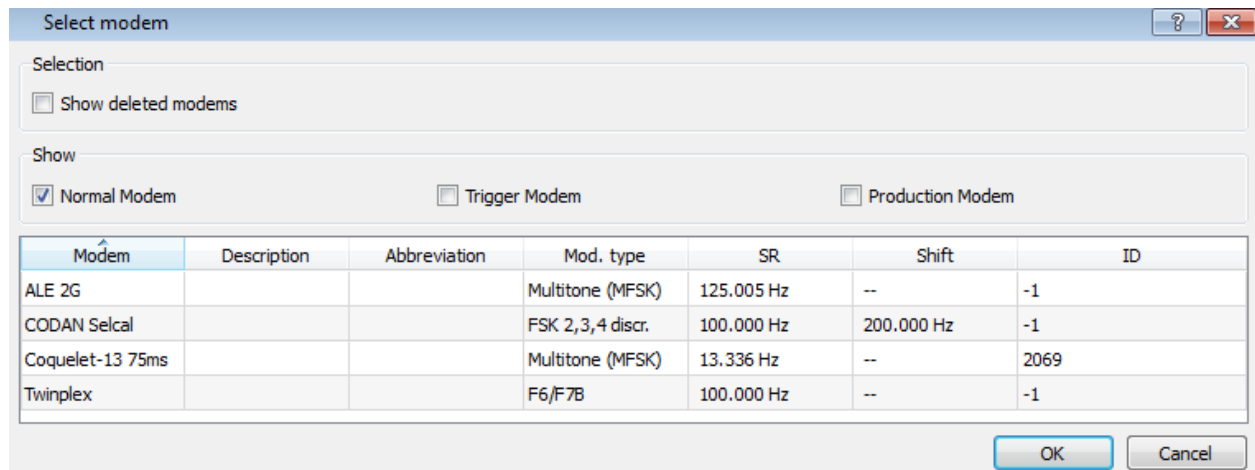 Select modem
Selection
Show deleted modems
Show
Normal Modem Trigger Modem Production Modem
Modem Description Abbreviation Mod. type SR Shift ID
ALE 2G Multitone (MFSK) 125.005 Hz -- -1
CODAN Selcal FSK 2,3,4 discr. 100.000 Hz 200.000 Hz -1
Coquelet-13 75ms Multitone (MFSK) 13.336 Hz -- 2069
Twinplex F6/F7B 100.000 Hz -- -1
OK Cancel